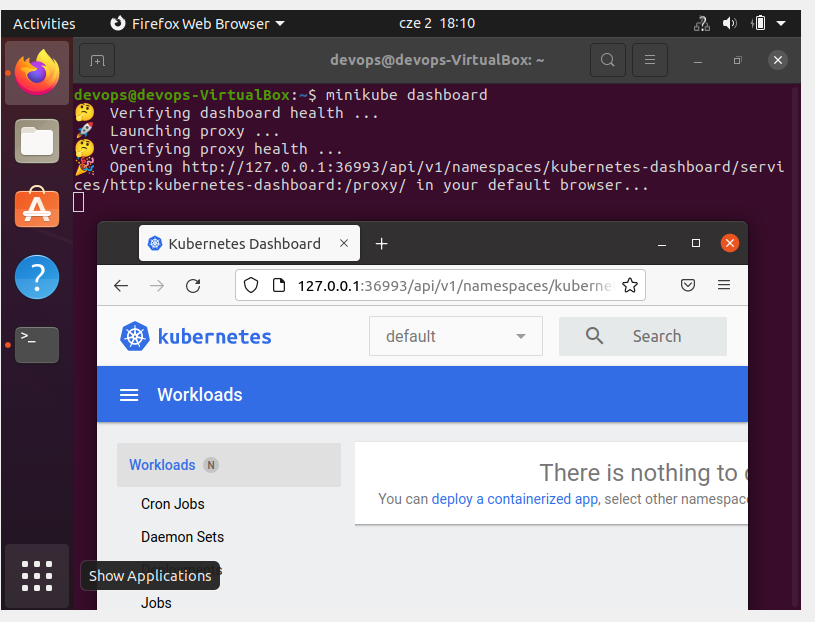 Activities Firefox Web Browser cze 2 18:10
devops@devops-VirtualBox: ~
devops@devops-VirtualBox:~$ minikube dashboard
Verifying dashboard health ...
Launching proxy ...
Verifying proxy health ...
Opening http://127.0.0.1:36993/api/v1/namespaces/kubernetes-dashboard/servi
ces/http:kubernetes-dashboard:/proxy/ in your default browser...
Kubernetes Dashboard
127.0.0.1:36993/api/v1/namespaces/kuberne
kubernetes default Search
Workloads
Workloads N
There is nothing to
You can deploy a containerized app, select other namespac
Cron Jobs
Daemon Sets
Show Applications
Jobs